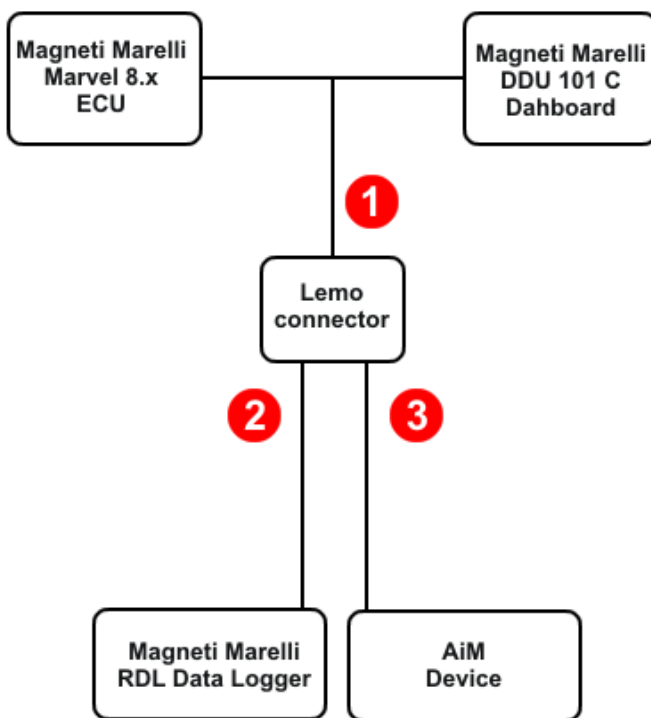 Magneti Marelli
Marvel 8.x
ECU
Magneti Marelli
DDU 101 C
Dahboard
1
Lemo
connector
2
3
Magneti Marelli
RDL Data Logger
AiM
Device